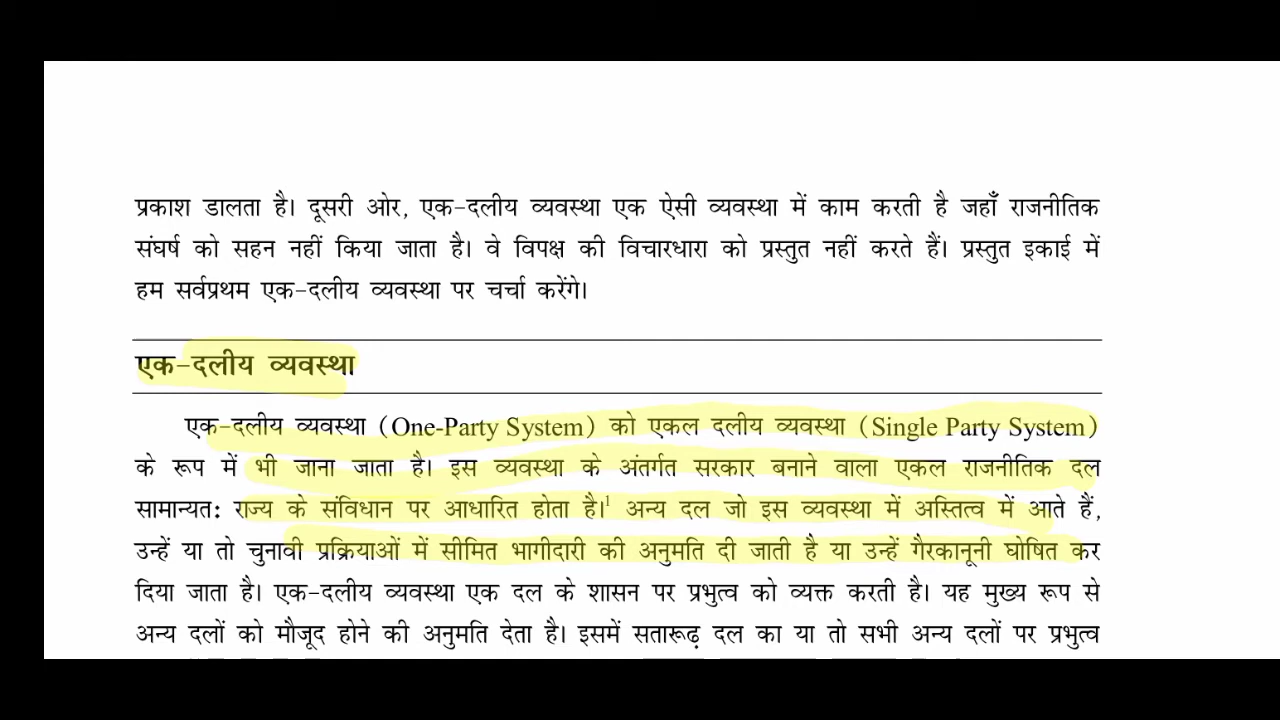 प्रकाश डालता है। दूसरी ओर, एक-दलीय व्यवस्था एक ऐसी व्यवस्था में काम करती है जहाँ राजनीतिक
संघर्ष को सहन नहीं किया जाता है। वे विपक्ष की विचारधारा को प्रस्तुत नहीं करते हैं। प्रस्तुत इकाई में
हम सर्वप्रथम एक-दलीय व्यवस्था पर चर्चा करेंगे।
एक-दलीय व्यवस्था
एक-दलीय व्यवस्था (One-Party System) को एकल दलीय व्यवस्था (Single Party System)
के रूप में भी जाना जाता है। इस व्यवस्था के अंतर्गत सरकार बनाने वाला एकल राजनीतिक दल
सामान्यत: राज्य के संविधान पर आधारित होता है।¹ अन्य दल जो इस व्यवस्था में अस्तित्व में आते हैं,
उन्हें या तो चुनावी प्रक्रियाओं में सीमित भागीदारी की अनुमति दी जाती है या उन्हें गैरकानूनी घोषित कर
दिया जाता है। एक-दलीय व्यवस्था एक दल के शासन पर प्रभुत्व को व्यक्त करती है। यह मुख्य रूप से
अन्य दलों को मौजूद होने की अनुमति देता है। इसमें सतारूढ़ दल का या तो सभी अन्य दलों पर प्रभुत्व